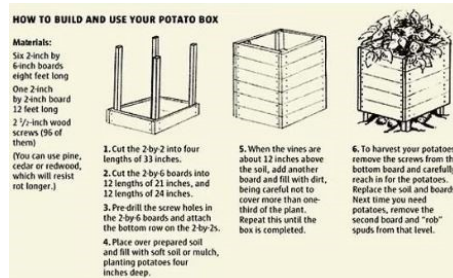 HOW TO BUILD AND USE YOUR POTATO BOX
Materials:
Six 2-inch by
6-inch boards
eight feet long
One 2-inch
by 2-inch board
12 feet long
2 1/2-inch wood
screws (96 of
them)
(You can use pine,
cedar or redwood,
which will resist
rot longer.)
1. Cut the 2-by-2 into four
lengths of 33 inches.
2. Cut the 2-by-6 boards into
12 lengths of 21 inches, and
12 lengths of 24 inches.
3. Pre-drill the screw holes in
the 2-by-6 boards and attach
the bottom row on the 2-by-2s.
4. Place over prepared soil
and fill with soft soil or mulch,
planting potatoes four
inches deep.
5. When the vines are
about 12 inches above
the soil, add another
board and fill with dirt,
being careful not to
cover more than one-
third of the plant.
Repeat this until the
box is completed.
6. To harvest your potatoes
remove the screws from th
bottom board and carefully
reach in for the potatoes.
Replace the soil and board
Next time you need
potatoes, remove the
second board and "rob"
spuds from that level.